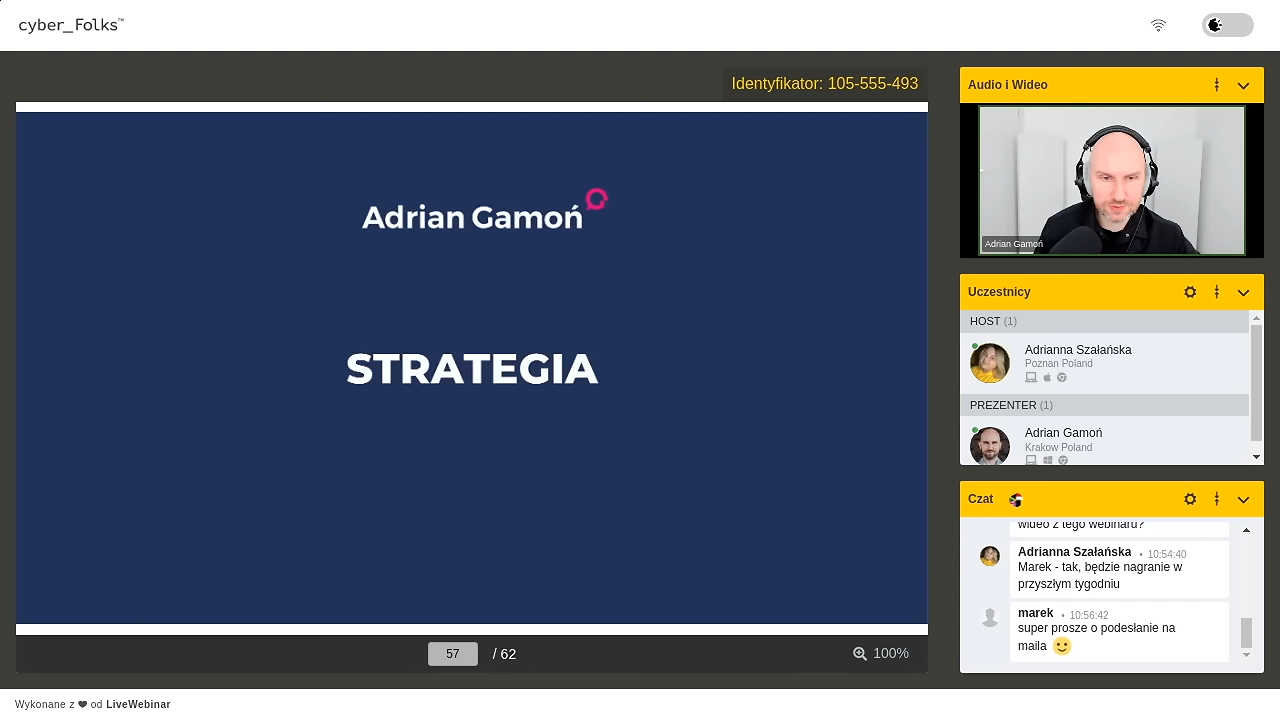 cyber_Folks™
Identyfikator: 105-555-493
Adrian Gamoń
STRATEGIA
57 / 62
100%
Audio i Wideo
Adrian Gamoń
Uczestnicy
HOST (1)
Adrianna Szałańska
Poznan Poland
PREZENTER (1)
Adrian Gamoń
Krakow Poland
Czat
wideo z tego webinaru?
Adrianna Szałańska • 10:54:40
Marek - tak, będzie nagranie w
przyszłym tygodniu
marek • 10:56:42
super prosze o podesłanie na
maila 🙂
Wykonane z ❤ od LiveWebinar